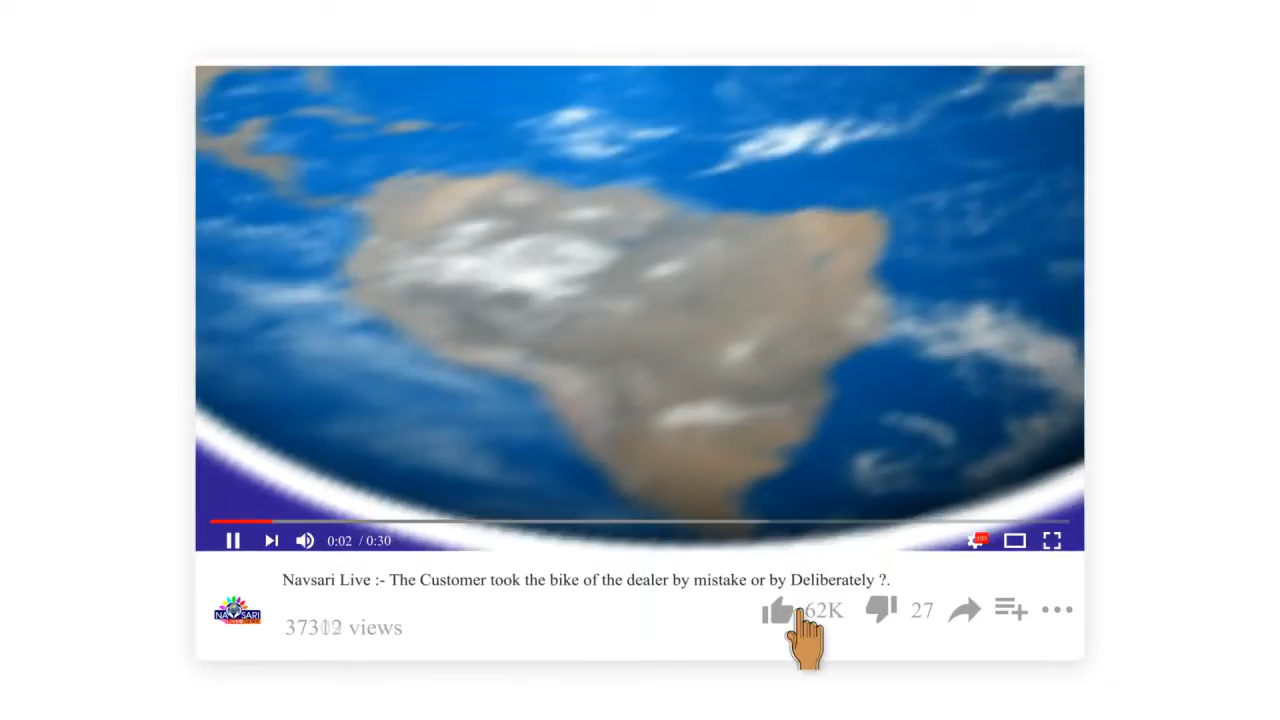 0:02 / 0:30
Navsari Live :- The Customer took the bike of the dealer by mistake or by Deliberately ?.
NAVSARI
62K
27
views